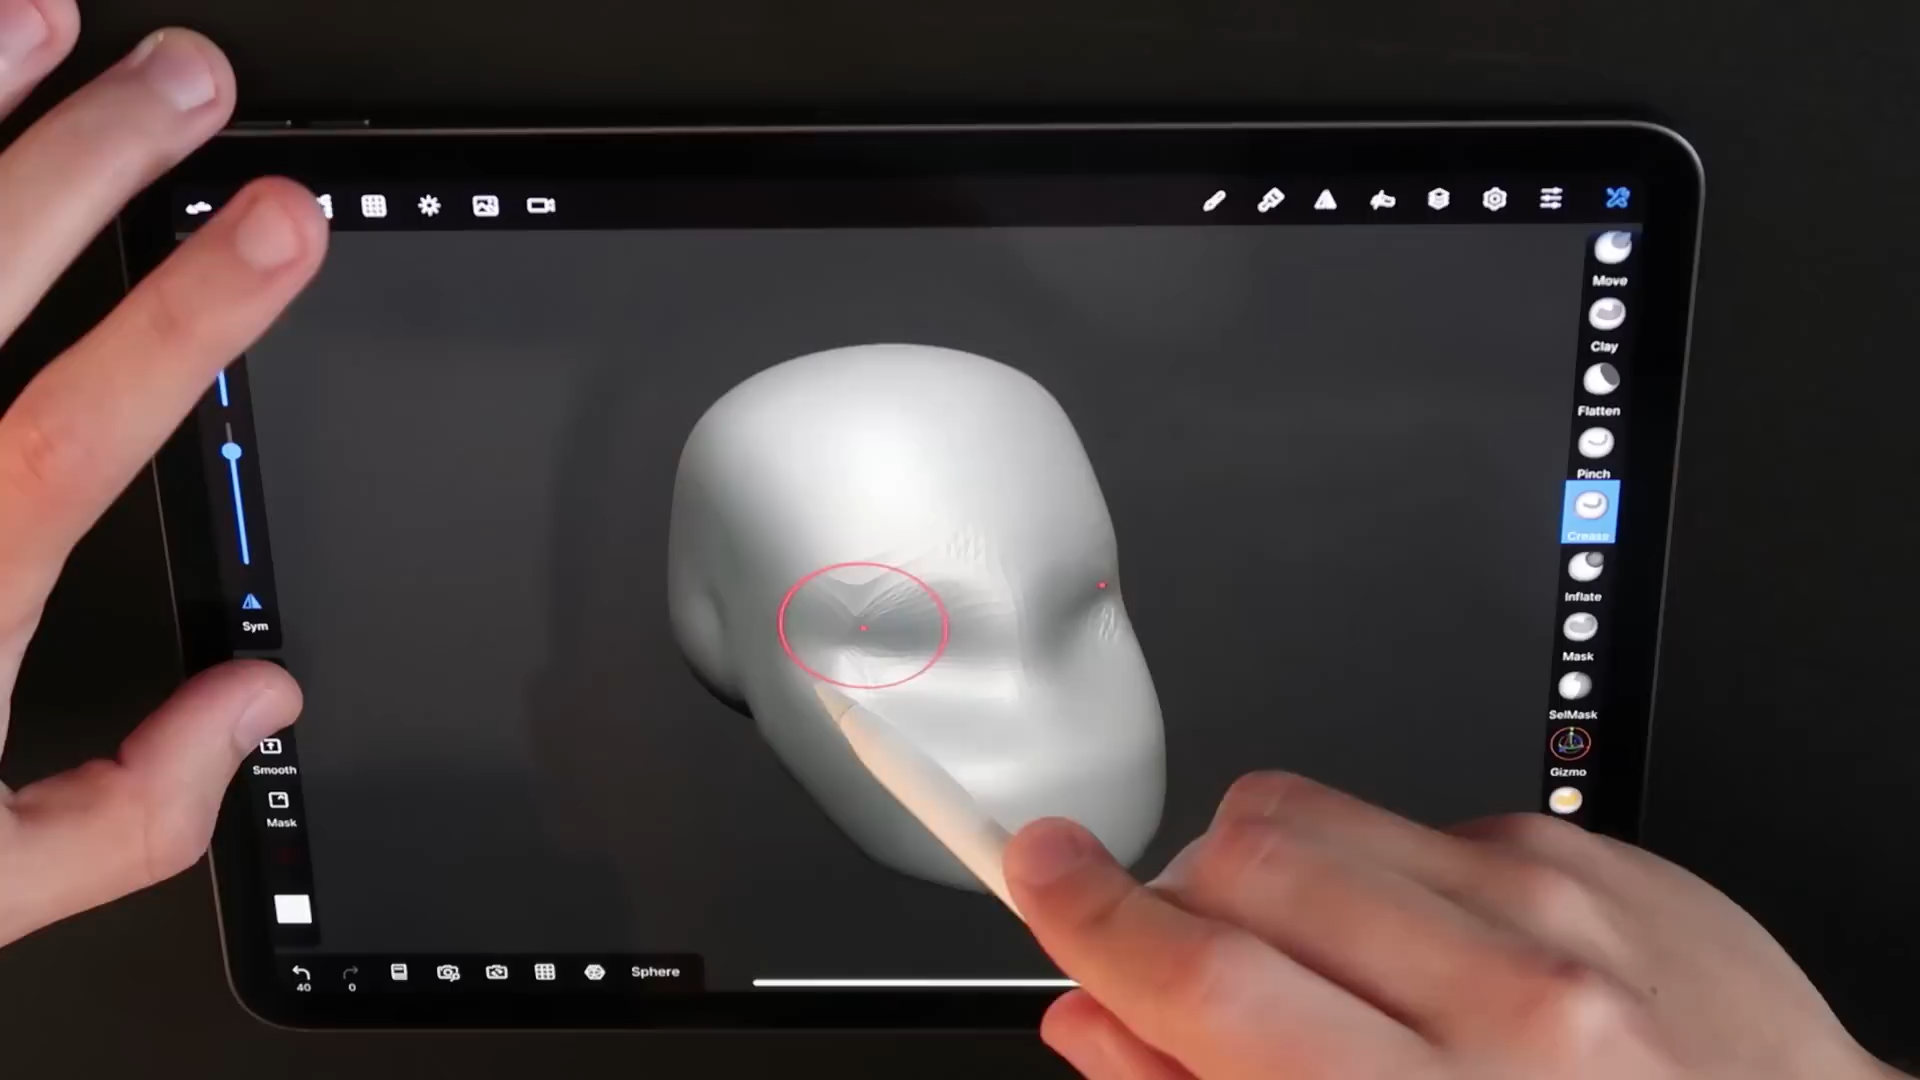 Move
Clay
Flatten
Pinch
Crease
Inflate
Mask
SelMask
Gizmo
Sym
Smooth
Mask
40
0
Sphere